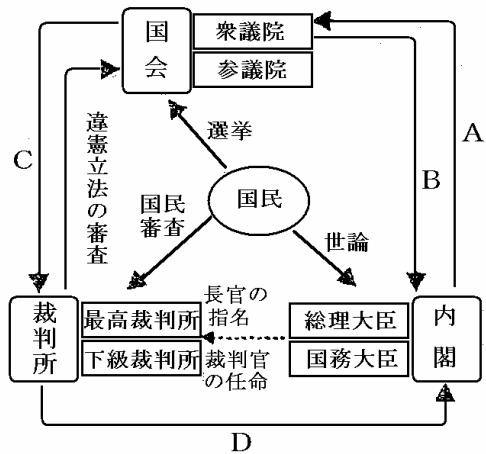 国会
衆議院
参議院
選挙
A
B
C
違憲立法の審査
国民
国民
審査
世論
裁判所
最高裁判所
下級裁判所
長官の
指名
裁判官
の任命
総理大臣
国務大臣
内閣
D